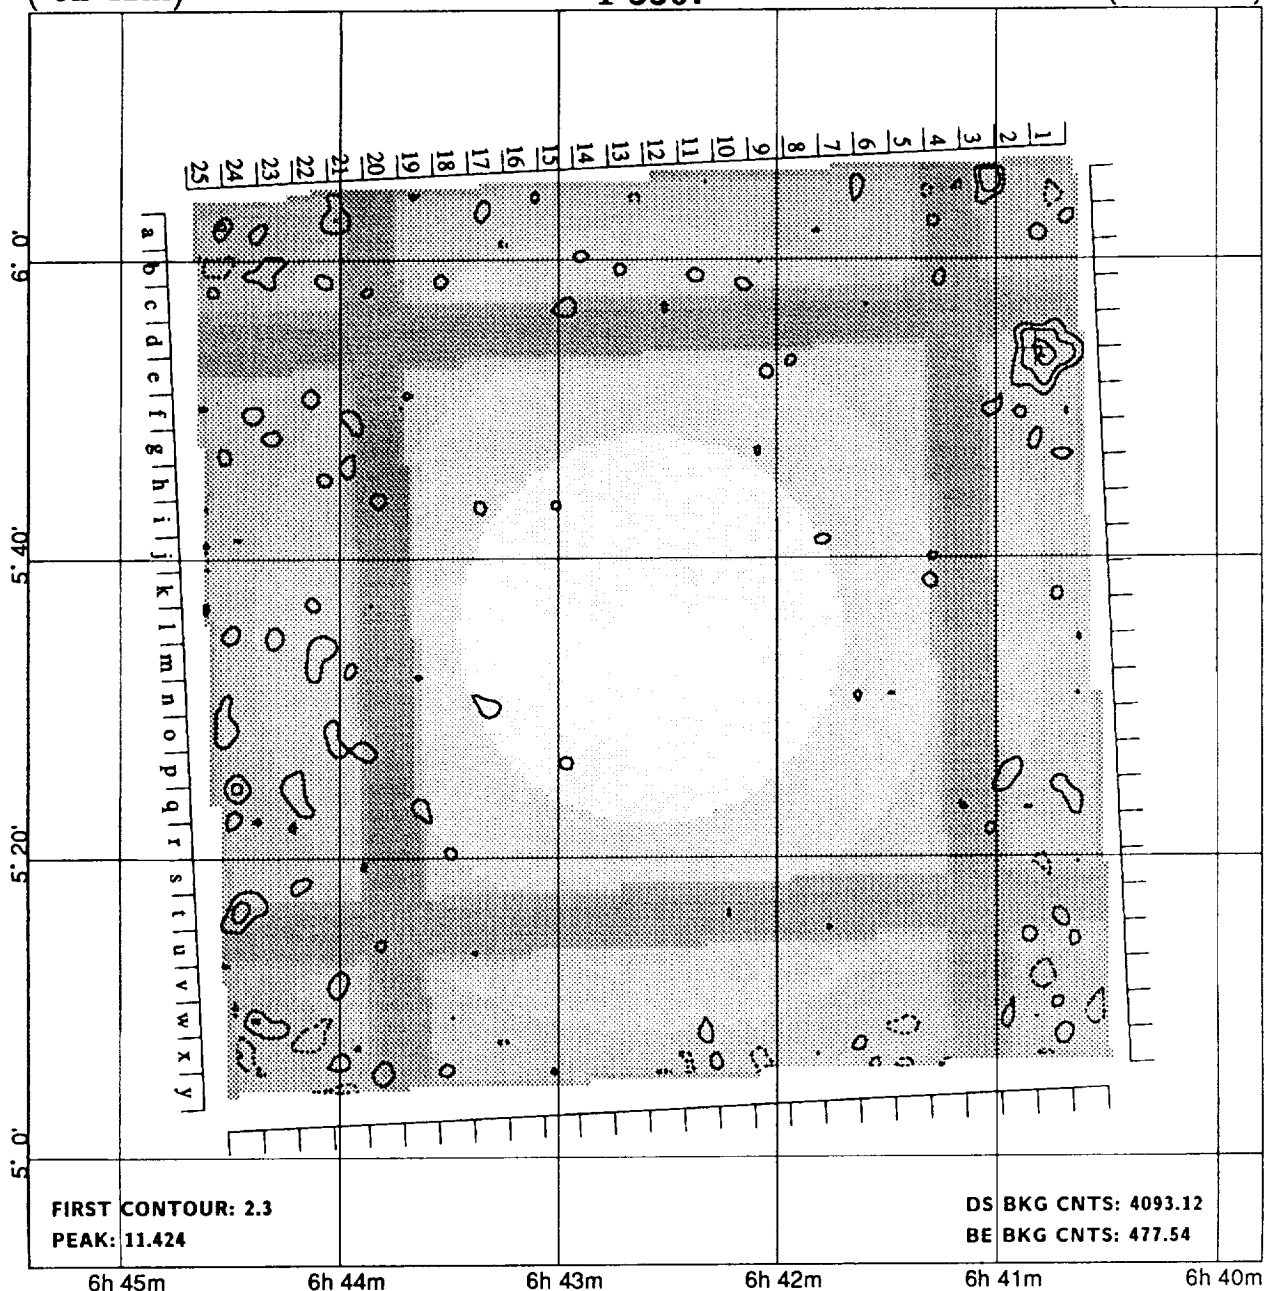 25 24 23 22 21 20 19 18 17 16 15 14 13 12 11 10 9 8 7 6 5 4 3 2 1
a b c d e f g h i j k l m n o p q r s t u v w x y
6° 0'
5° 40'
5° 20'
5° 0'
FIRST CONTOUR: 2.3
PEAK: 11.424
DS BKG CNTS: 4093.12
BE BKG CNTS: 477.54
6h 45m 6h 44m 6h 43m 6h 42m 6h 41m 6h 40m